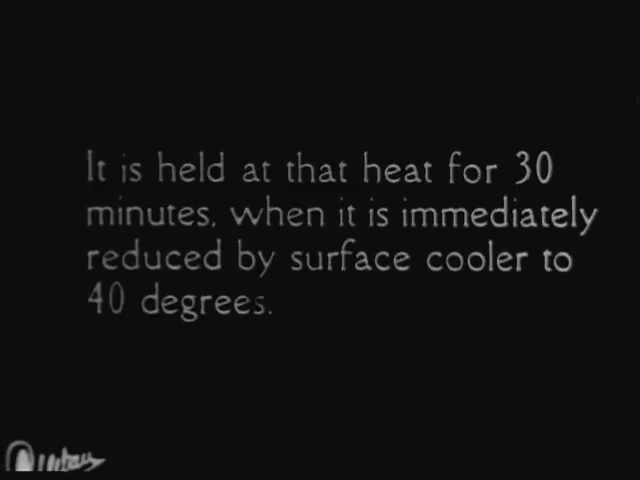 It is held at that heat for 30
minutes, when it is immediately
reduced by surface cooler to
40 degrees.